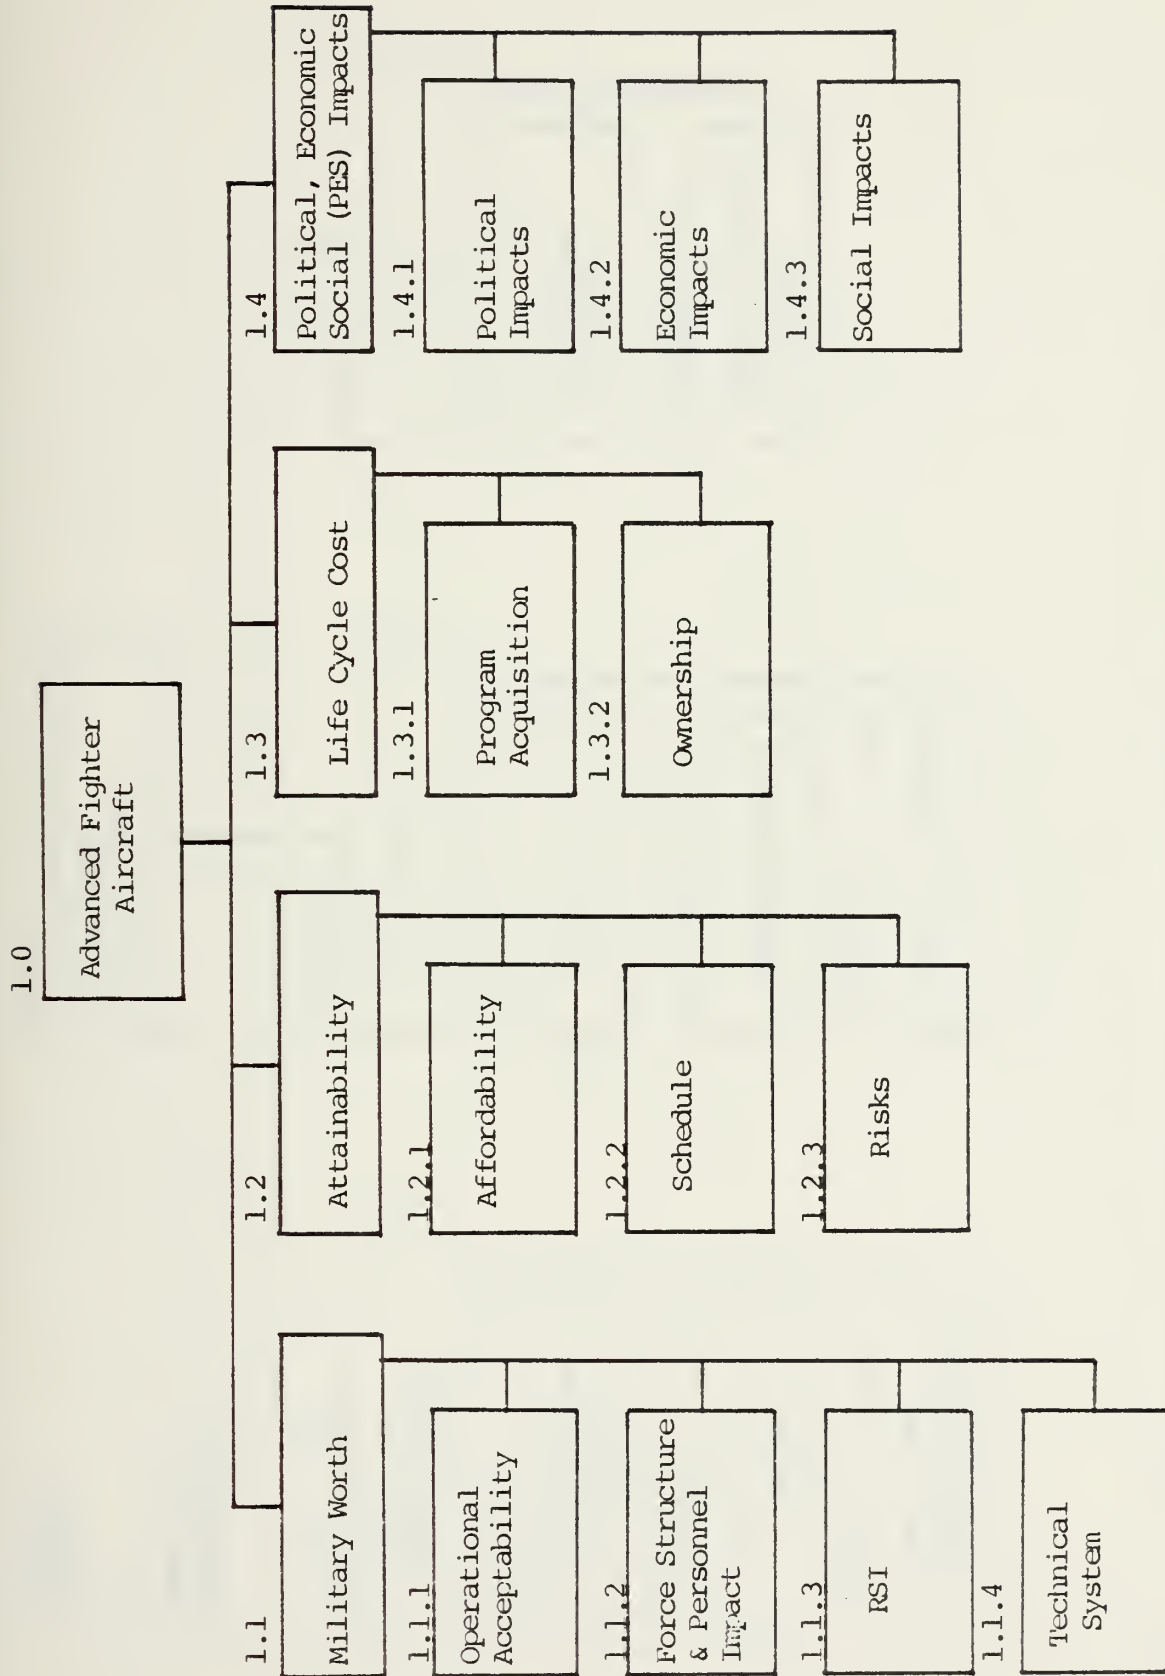 1.0
Advanced Fighter
Aircraft
1.1
Military Worth
1.1.1
Operational
Acceptability
1.1.2
Force Structure
& Personnel
Impact
1.1.3
RSI
1.1.4
Technical
System
1.2
Attainability
1.2.1
Affordability
1.2.2
Schedule
1.2.3
Risks
1.3
Life Cycle Cost
1.3.1
Program
Acquisition
1.3.2
Ownership
1.4
Political, Economic
Social (PES) Impacts
1.4.1
Political
Impacts
1.4.2
Economic
Impacts
1.4.3
Social Impacts